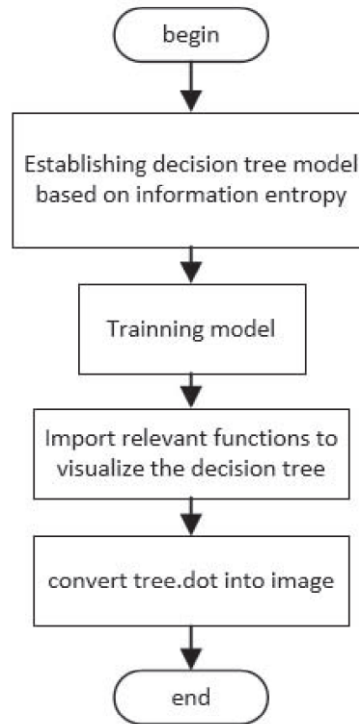 begin
Establishing decision tree model
based on information entropy
Trainning model
Import relevant functions to
visualize the decision tree
convert tree.dot into image
end